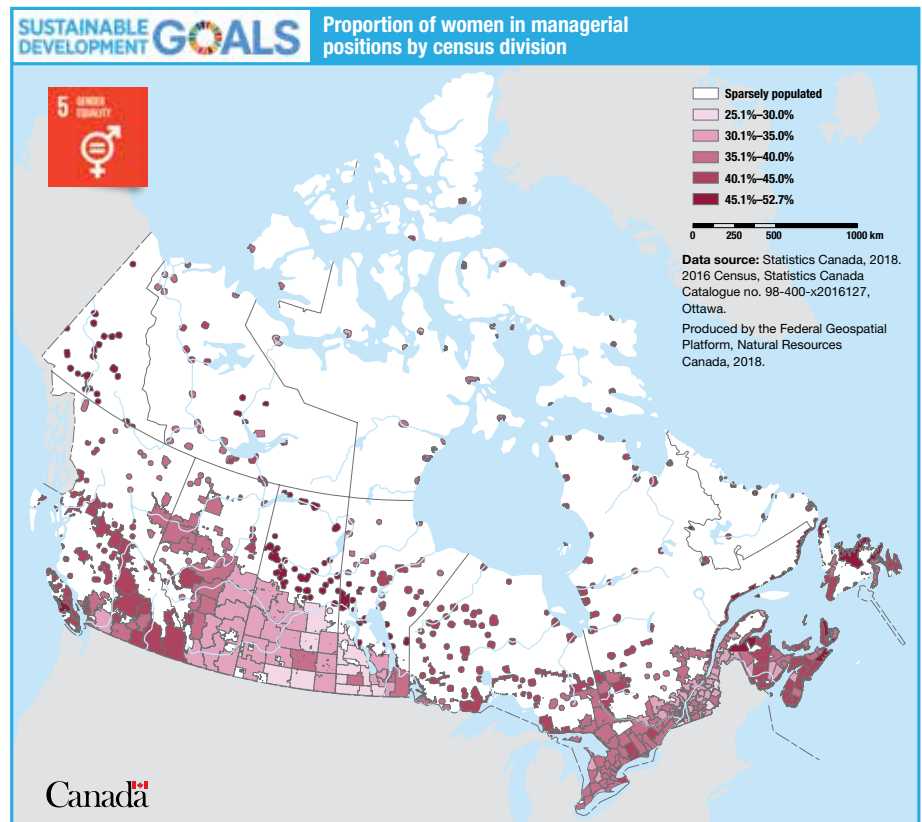 SUSTAINABLE
DEVELOPMENT
GOALS
Proportion of women in managerial
positions by census division
5 GENDER
EQUALITY
Sparsely populated
25.1%–30.0%
30.1%–35.0%
35.1%–40.0%
40.1%–45.0%
45.1%–52.7%
0 250 500 1000 km
Data source: Statistics Canada, 2018.
2016 Census, Statistics Canada
Catalogue no. 98-400-x2016127,
Ottawa.
Produced by the Federal Geospatial
Platform, Natural Resources
Canada, 2018.
Canada